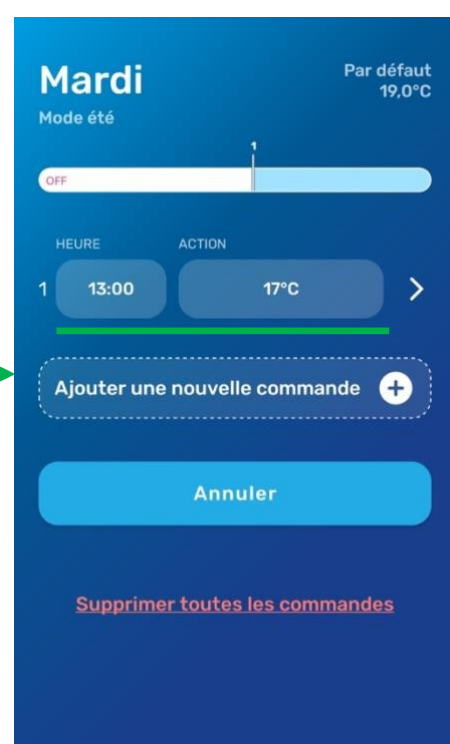 Mardi
Par défaut
19,0°C
Mode été
1
OFF
HEURE ACTION
1 13:00 17°C
Ajouter une nouvelle commande
Annuler
Supprimer toutes les commandes